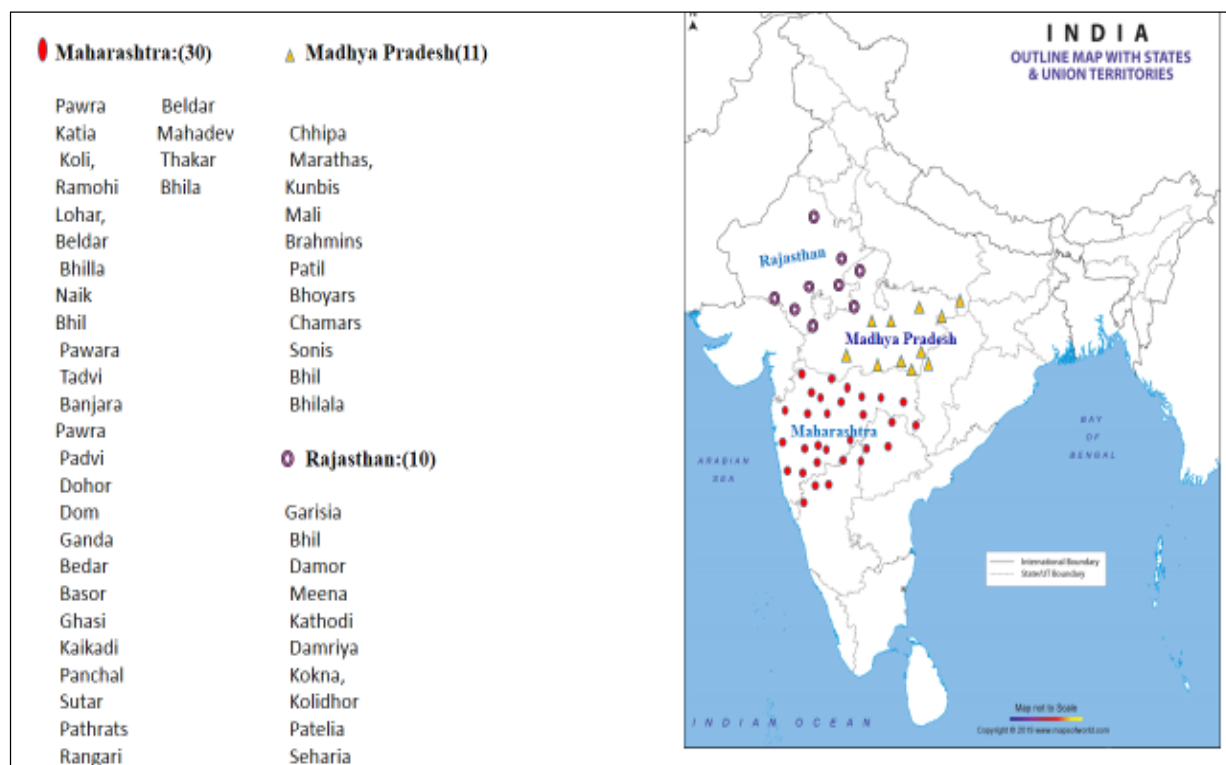 Maharashtra:(30)
Pawra Beldar
Katia Mahadev
Koli, Thakar
Ramohi Bhila
Lohar,
Beldar
Bhilla
Naik
Bhil
Pawara
Tadvi
Banjara
Pawra
Padvi
Dohor
Dom
Ganda
Bedar
Basor
Ghasi
Kaikadi
Panchal
Sutar
Pathrats
Rangari
Madhya Pradesh(11)
Chhipa
Marathas,
Kunbis
Mali
Brahmins
Patil
Bhoyars
Chamars
Sonis
Bhil
Bhilala
Rajasthan:(10)
Garisia
Bhil
Damor
Meena
Kathodi
Damriya
Kokna,
Kolidhor
Patelia
Seharia
INDIA
OUTLINE MAP WITH STATES
& UNION TERRITORIES
N
Rajasthan
Madhya Pradesh
Maharashtra
ARABIAN
SEA
BAY
OF
BENGAL
International Boundary
State/UT Boundary
INDIAN OCEAN
Map not to Scale
Copyright © 2019 www.mapsofworld.com